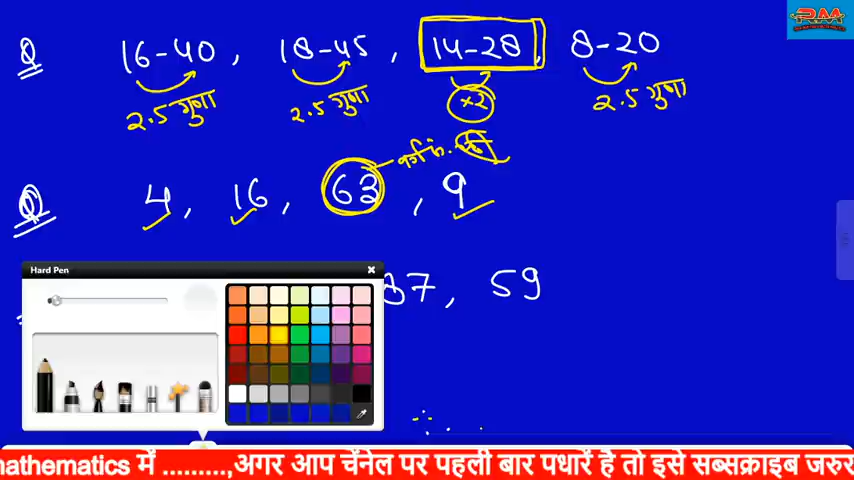 RMM
Q 16-40, 18-45, 14-28, 8-20
2.5 गुणा 2.5 गुणा ×2 2.5 गुणा
Q 4, 16, 63, 9
Hard Pen
37, 59
mathematics में ........,अगर आप चेंनेल पर पहली बार पधारें है तो इसे सब्सक्राइब जरुर